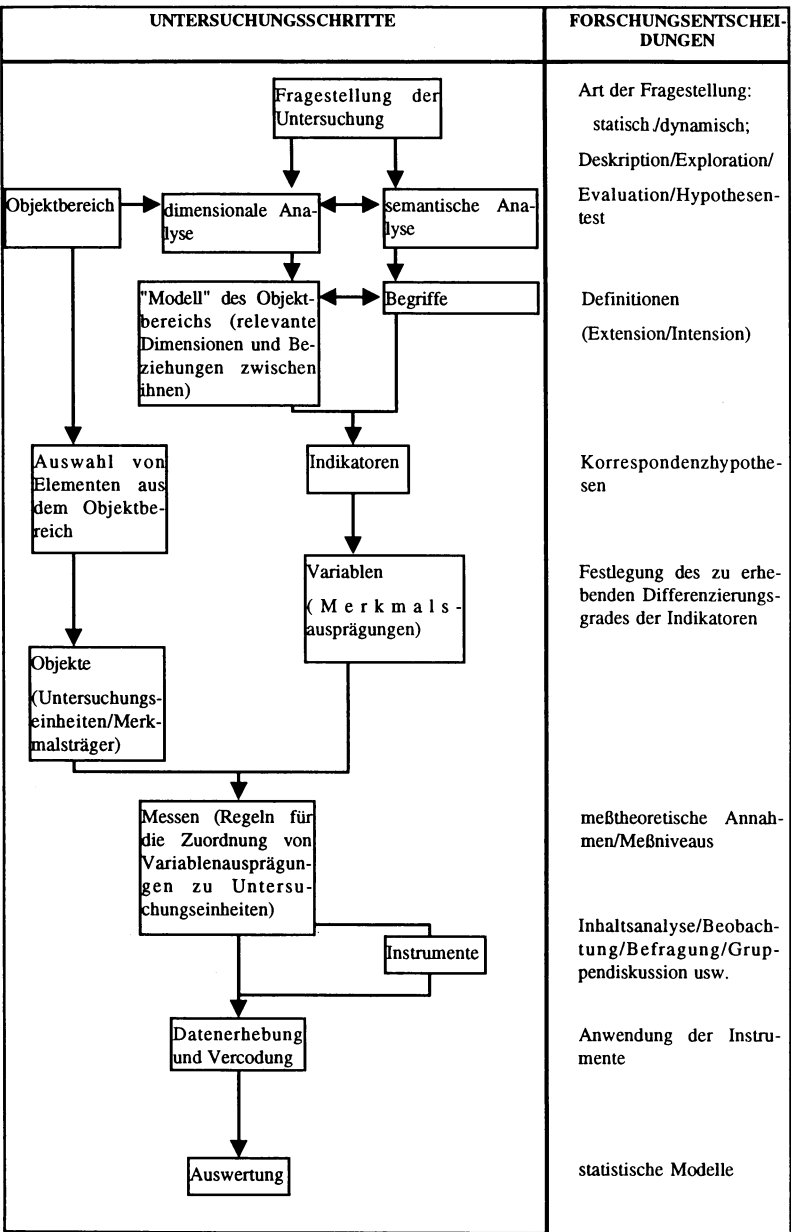 UNTERSUCHUNGSSCHRITTE
FORSCHUNGSENTSCHEI-
DUNGEN
Fragestellung der
Untersuchung
Art der Fragestellung:
statisch/dynamisch;
Deskription/Exploration/
Evaluation/Hypothesen-
test
Objektbereich
dimensionale Ana-
lyse
semantische Ana-
lyse
"Modell" des Objekt-
bereichs (relevante
Dimensionen und Be-
ziehungen zwischen
ihnen)
Begriffe
Definitionen
(Extension/Intension)
Auswahl von
Elementen aus
dem Objektbe-
reich
Indikatoren
Korrespondenzhypothe-
sen
Variablen
(Merkmals-
ausprägungen)
Festlegung des zu erhe-
benden Differenzierungs-
grades der Indikatoren
Objekte
(Untersuchungs-
einheiten/Merk-
malsträger)
Messen (Regeln für
die Zuordnung von
Variablenausprägun-
gen zu Untersu-
chungseinheiten)
meßtheoretische Annah-
men/Meßniveaus
Instrumente
Inhaltsanalyse/Beobach-
tung/Befragung/Grup-
pendiskussion usw.
Datenerhebung
und Vercodung
Anwendung der Instru-
mente
Auswertung
statistische Modelle